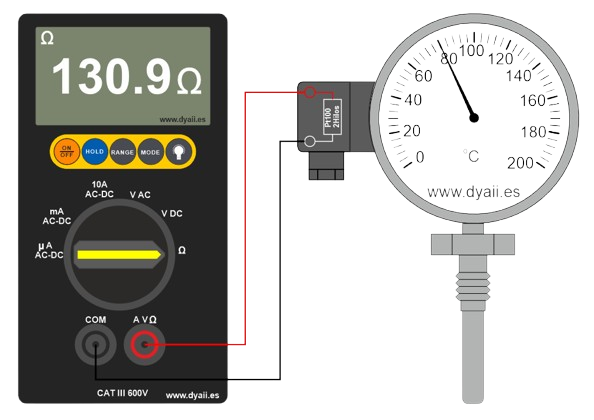 Ω
130.9Ω
www.dyaii.es
ON
OFF
HOLD
RANGE
MODE
10A
AC-DC
V AC
mA
AC-DC
V DC
µA
AC-DC
Ω
COM
A V Ω
CAT III 600V
www.dyaii.es
Pt100
2Hilos
0
20
40
60
80
100
120
140
160
180
200
°C
www.dyaii.es